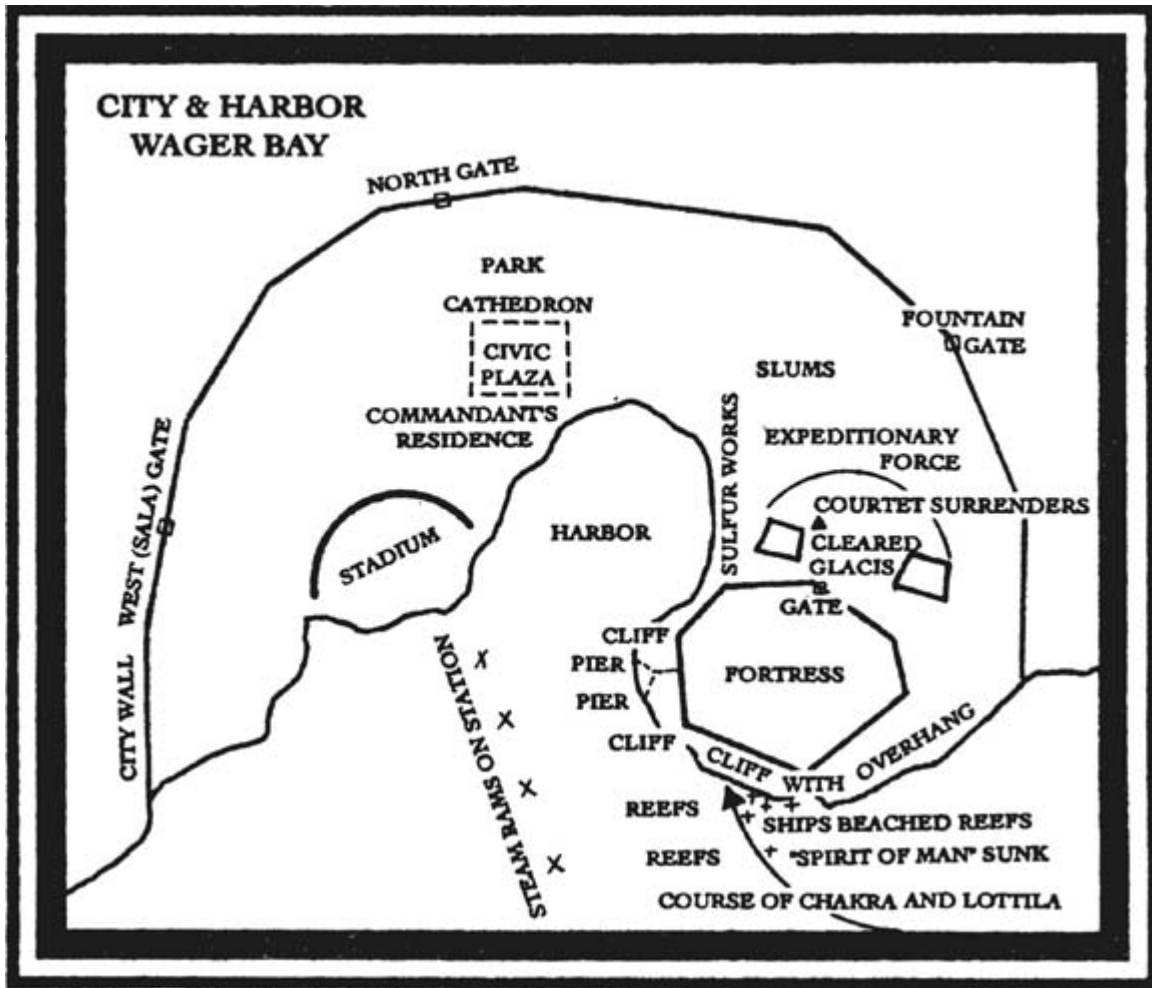 CITY & HARBOR
WAGER BAY
NORTH GATE
PARK
CATHEDRON
CIVIC
PLAZA
COMMANDANT'S
RESIDENCE
FOUNTAIN
GATE
SLUMS
SULFUR WORKS
EXPEDITIONARY
FORCE
COURTET SURRENDERS
CLEARED
GLACIS
GATE
CITY WALL
WEST (SALA) GATE
STADIUM
HARBOR
CLIFF
PIER
PIER
CLIFF
FORTRESS
CLIFF WITH OVERHANG
STEAM RAMS ON STATION
REEFS
SHIPS BEACHED REEFS
REEFS
"SPIRIT OF MAN" SUNK
COURSE OF CHAKRA AND LOTTILA